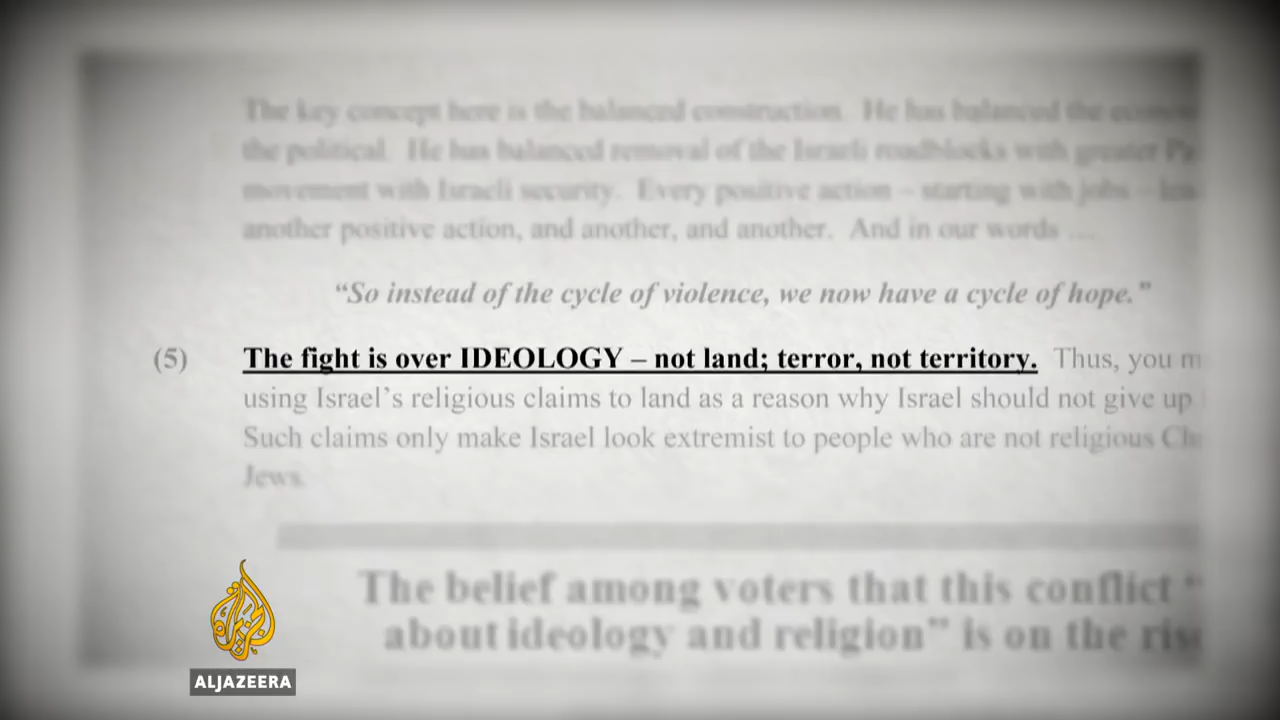 The key concept here is the balanced construction. He has balanced the
the political. He has balanced removal of the Israeli roadblocks with greater
movement with Israeli security. Every positive action – starting with jobs –
another positive action, and another, and another. And in our words ...
“So instead of the cycle of violence, we now have a cycle of hope.”
(5) The fight is over IDEOLOGY – not land; terror, not territory. Thus, you
using Israel’s religious claims to land as a reason why Israel should not give up
Such claims only make Israel look extremist to people who are not religious
Jews.
The belief among voters that this conflict “
about ideology and religion” is on the
الجزيرة
ALJAZEERA